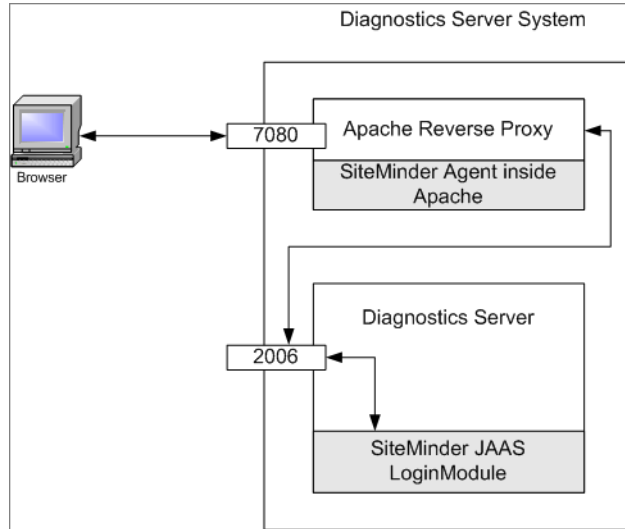 Diagnostics Server System
7080
Apache Reverse Proxy
Browser
SiteMinder Agent inside
Apache
Diagnostics Server
2006
SiteMinder JAAS
LoginModule